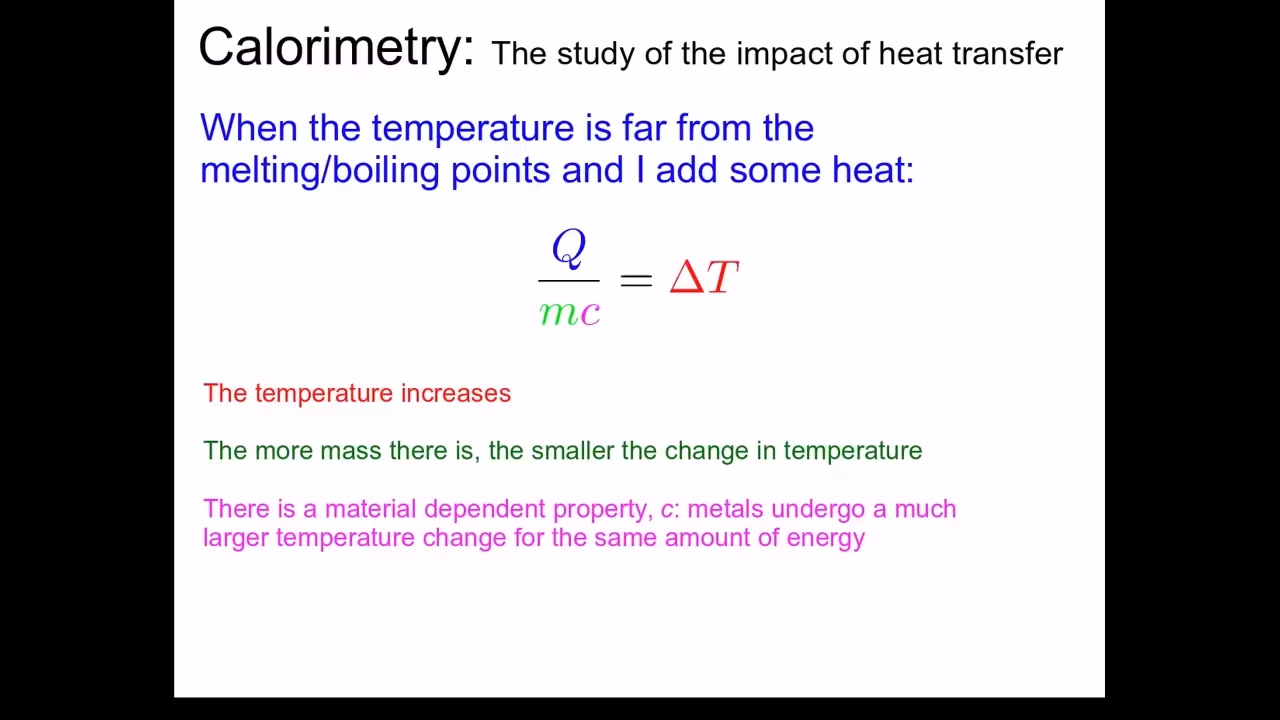 Calorimetry: The study of the impact of heat transfer
When the temperature is far from the
melting/boiling points and I add some heat:
Q
mc
= ΔT
The temperature increases
The more mass there is, the smaller the change in temperature
There is a material dependent property, c: metals undergo a much
larger temperature change for the same amount of energy